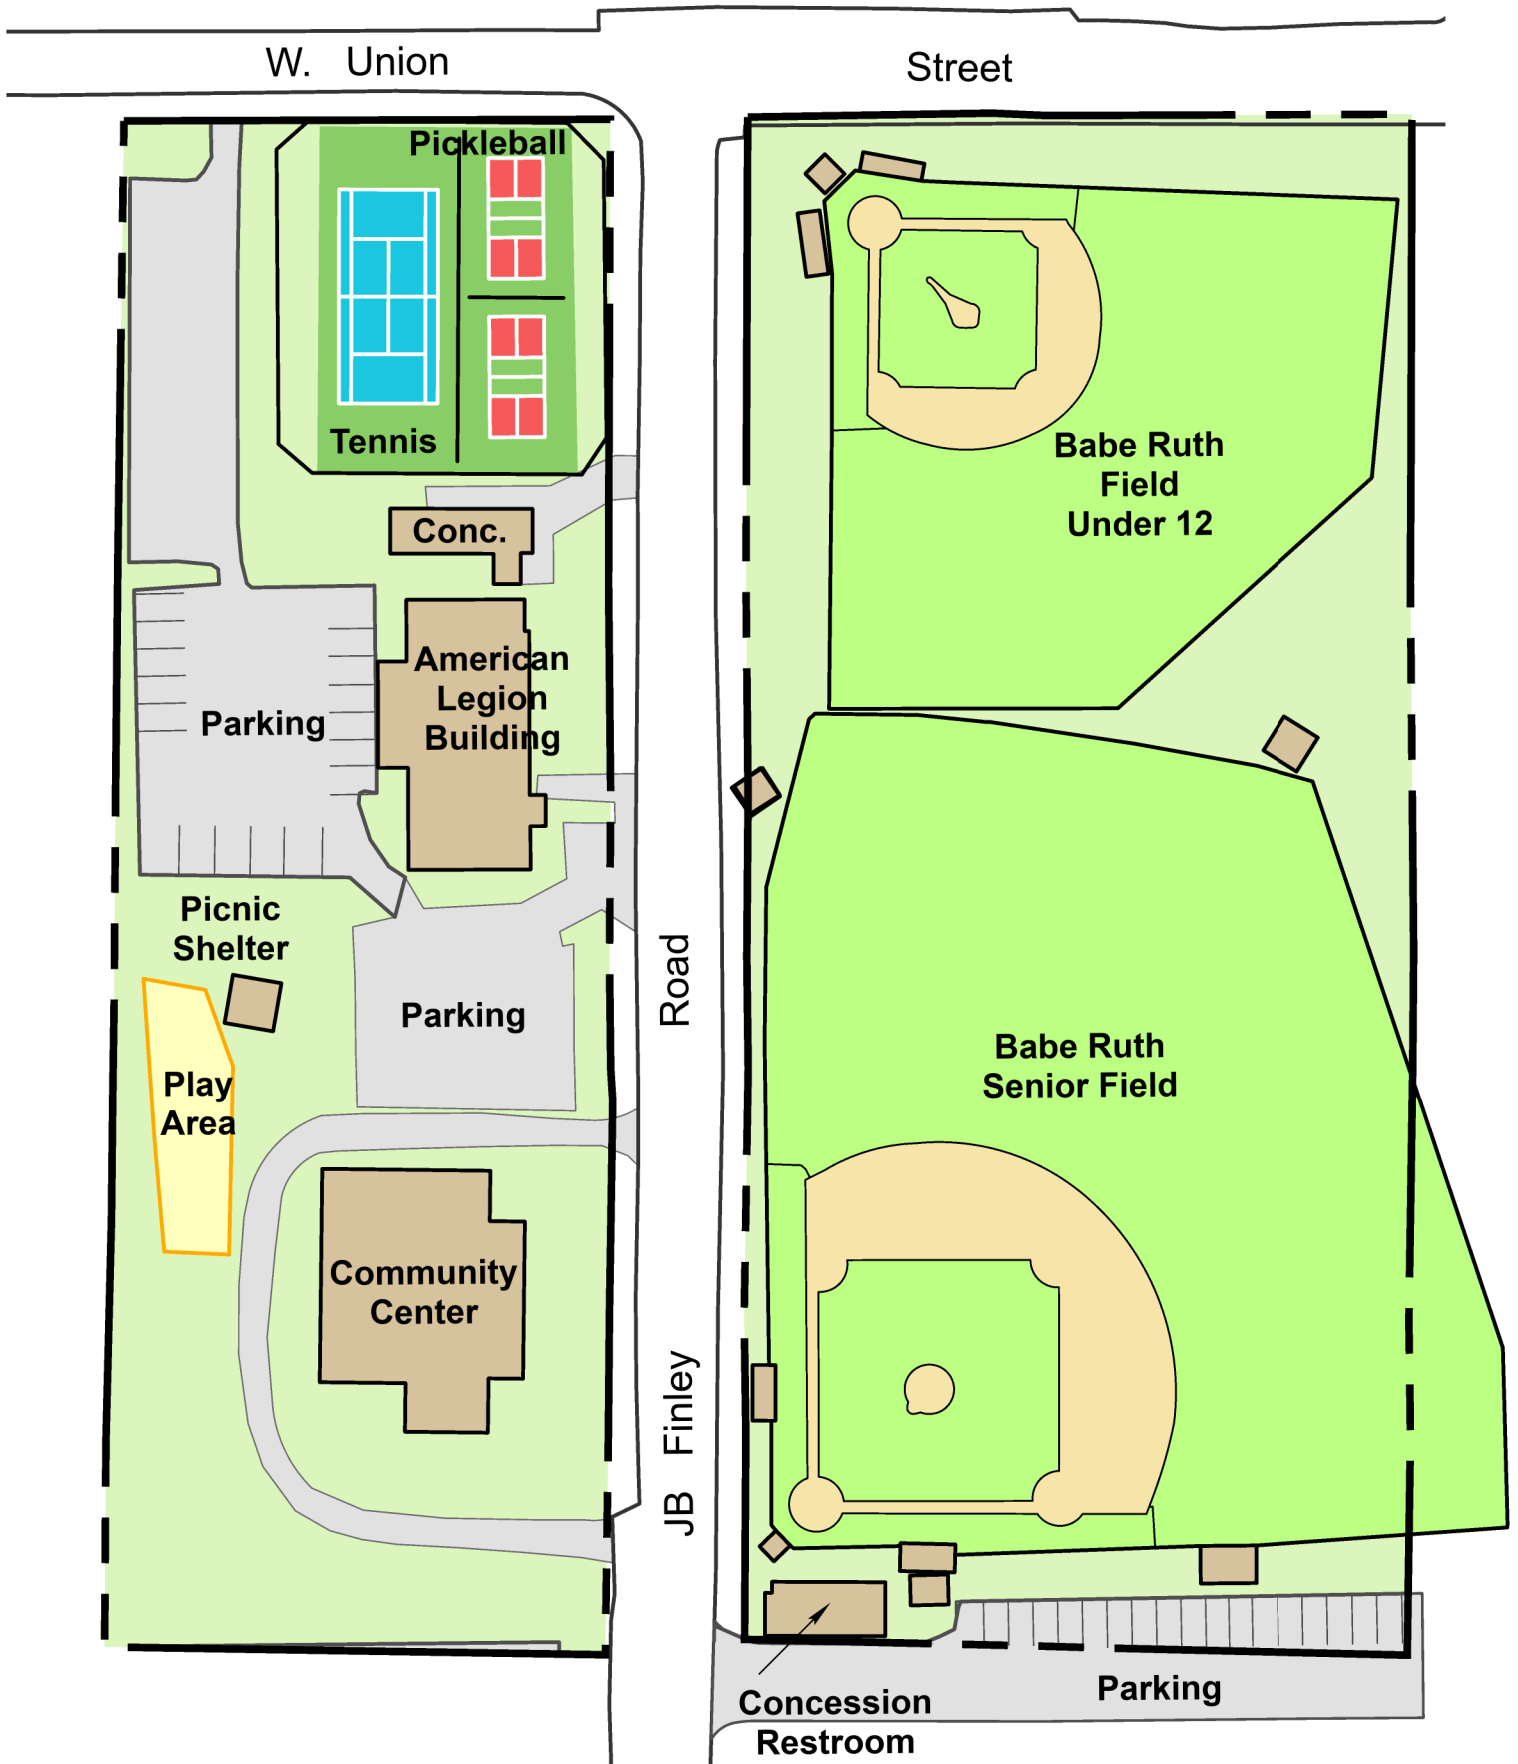 W. Union Street
Pickleball
Tennis
Babe Ruth
Field
Under 12
Conc.
American
Legion
Building
Parking
Picnic
Shelter
Parking
Play
Area
Road
Babe Ruth
Senior Field
Community
Center
JB Finley
Concession
Restroom
Parking